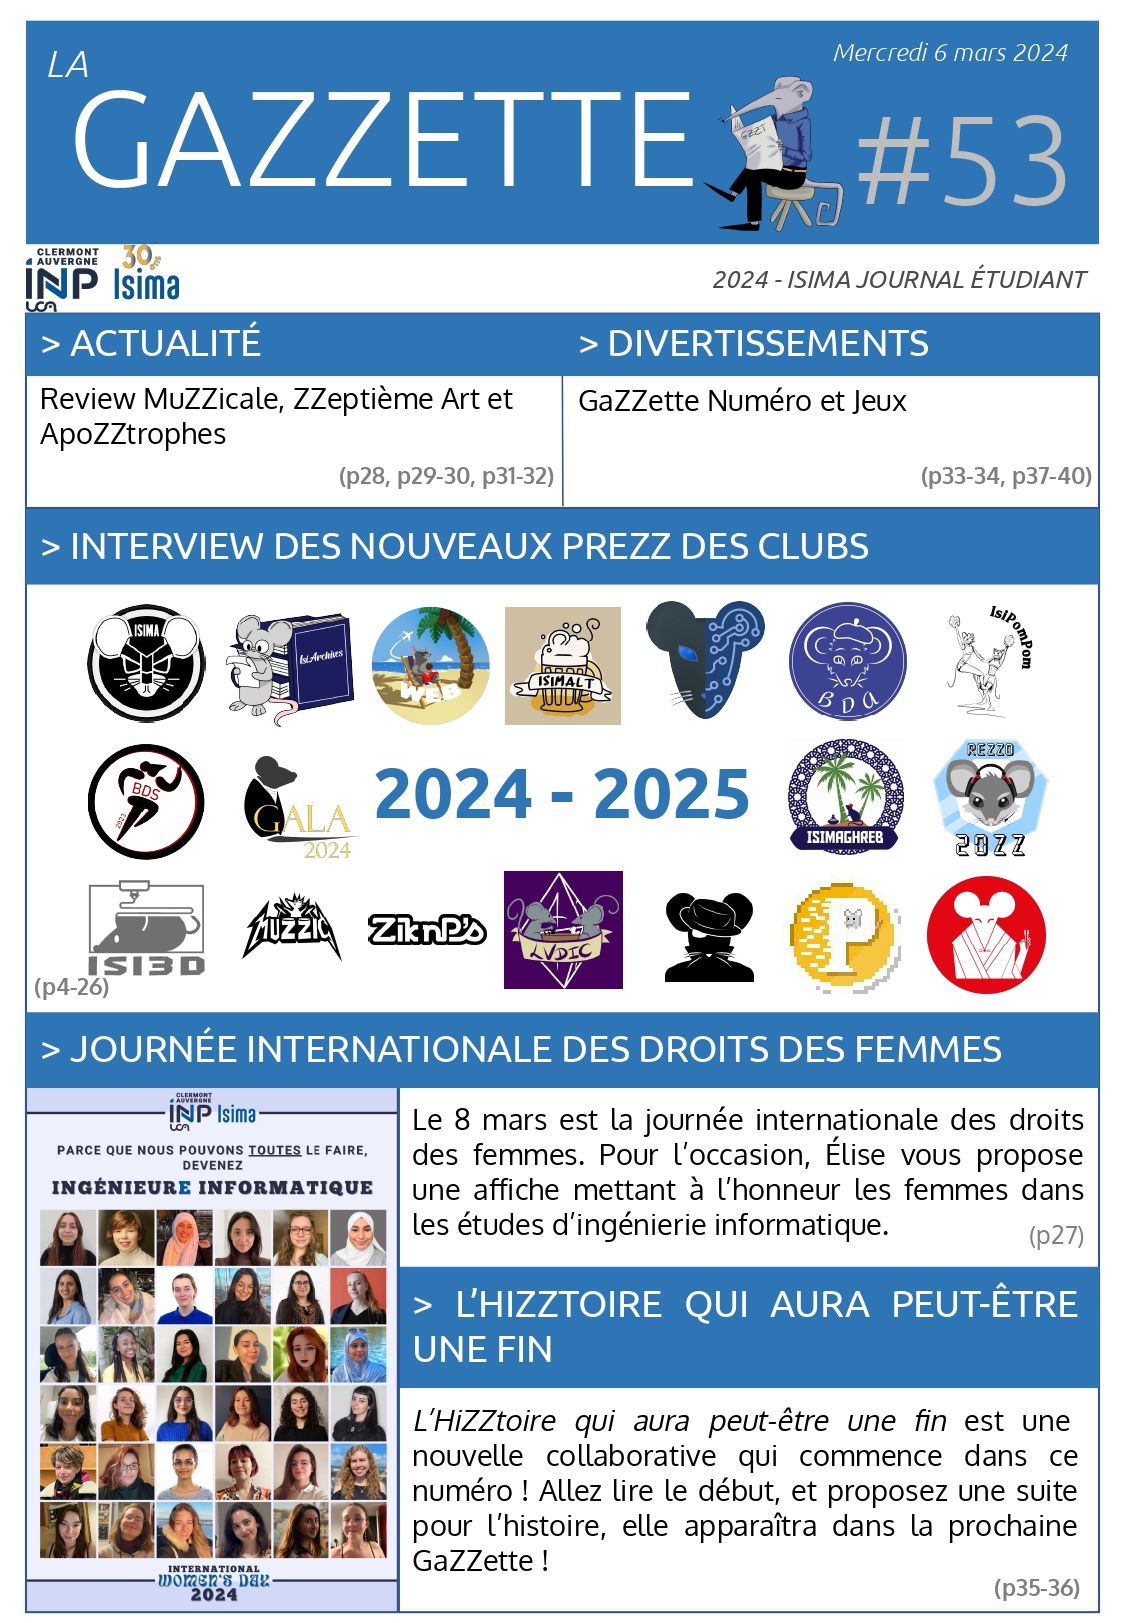 LA
Mercredi 6 mars 2024
GAZZETTE
GZZT
#53
CLERMONT
AUVERGNE
INP
UCA
30
ans
Isima
2024 - ISIMA JOURNAL ÉTUDIANT
> ACTUALITÉ
> DIVERTISSEMENTS
Review MuZZicale, ZZeptième Art et
ApoZZtrophes
(p28, p29-30, p31-32)
GaZZette Numéro et Jeux
(p33-34, p37-40)
> INTERVIEW DES NOUVEAUX PREZZ DES CLUBS
ISIMA
IsiArchives
WEB
ISIMALT
BDA
IsiPomPom
BDS
2023
GALA
2024
2024 - 2025
ISIMAGHREB
REZZO
20ZZ
ISI3D
MUZZIC
ZiknP's
LVDIC
P
(p4-26)
> JOURNÉE INTERNATIONALE DES DROITS DES FEMMES
CLERMONT
AUVERGNE
INP
UCA
Isima
PARCE QUE NOUS POUVONS TOUTES LE FAIRE,
DEVENEZ
INGÉNIEURE INFORMATIQUE
INTERNATIONAL
WOMEN'S DAY
2024
Le 8 mars est la journée internationale des droits
des femmes. Pour l'occasion, Élise vous propose
une affiche mettant à l'honneur les femmes dans
les études d'ingénierie informatique.
(p27)
> L'HIZZTOIRE QUI AURA PEUT-ÊTRE
UNE FIN
L'HiZZtoire qui aura peut-être une fin est une
nouvelle collaborative qui commence dans ce
numéro ! Allez lire le début, et proposez une suite
pour l'histoire, elle apparaîtra dans la prochaine
GaZZette !
(p35-36)